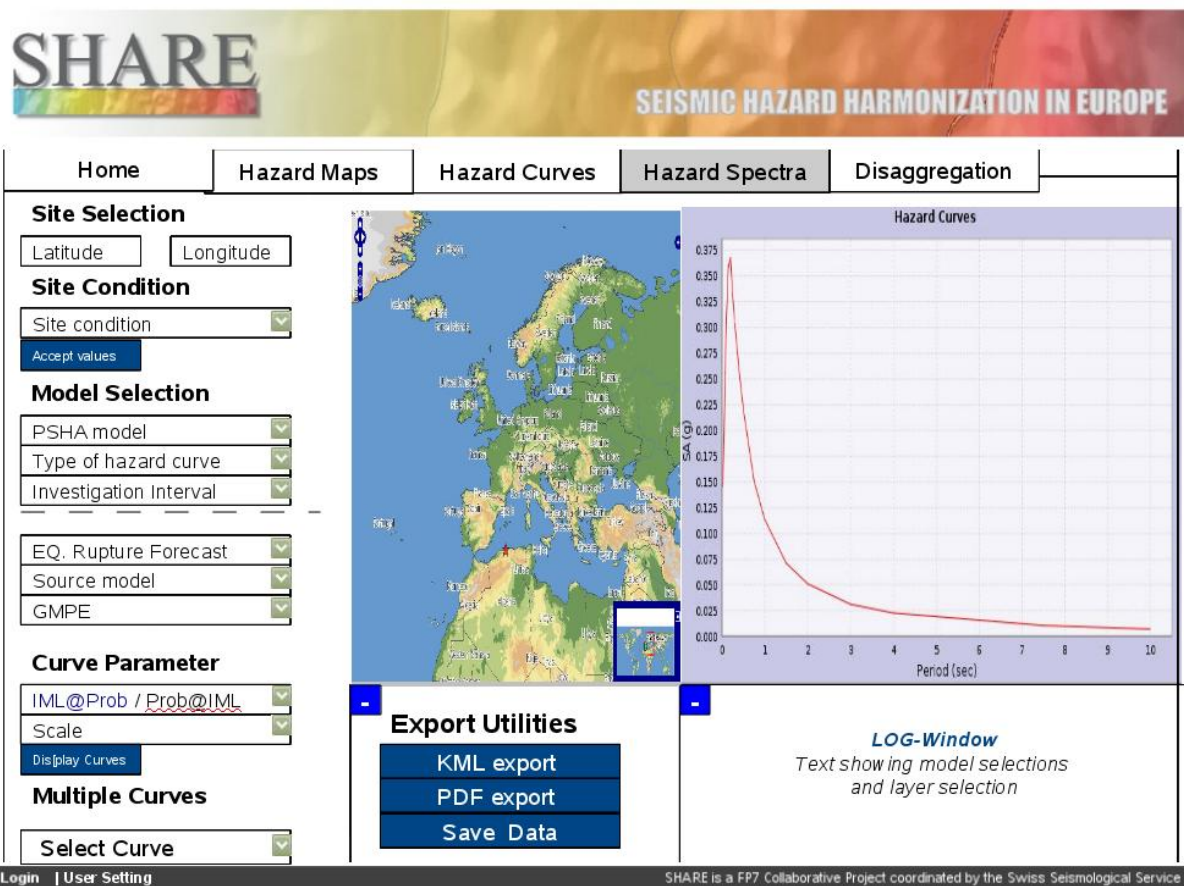 SHARE
SEISMIC HAZARD HARMONIZATION IN EUROPE
Home
Hazard Maps
Hazard Curves
Hazard Spectra
Disaggregation
Site Selection
Latitude
Longitude
Site Condition
Site condition
Accept values
Model Selection
PSHA model
Type of hazard curve
Investigation Interval
EQ. Rupture Forecast
Source model
GMPE
Curve Parameter
IML@Prob / Prob@IML
Scale
Dis[play Curves
Multiple Curves
Select Curve
Hazard Curves
0.375
0.350
0.325
0.300
0.275
0.250
0.225
0.200
0.175
0.150
0.125
0.100
0.075
0.050
0.025
0.000
SA (g)
0 1 2 3 4 5 6 7 8 9 10
Period (sec)
-
Export Utilities
KML export
PDF export
Save Data
-
LOG-Window
Text showing model selections
and layer selection
Login | User Setting
SHARE is a FP7 Collaborative Project coordinated by the Swiss Seismological Service